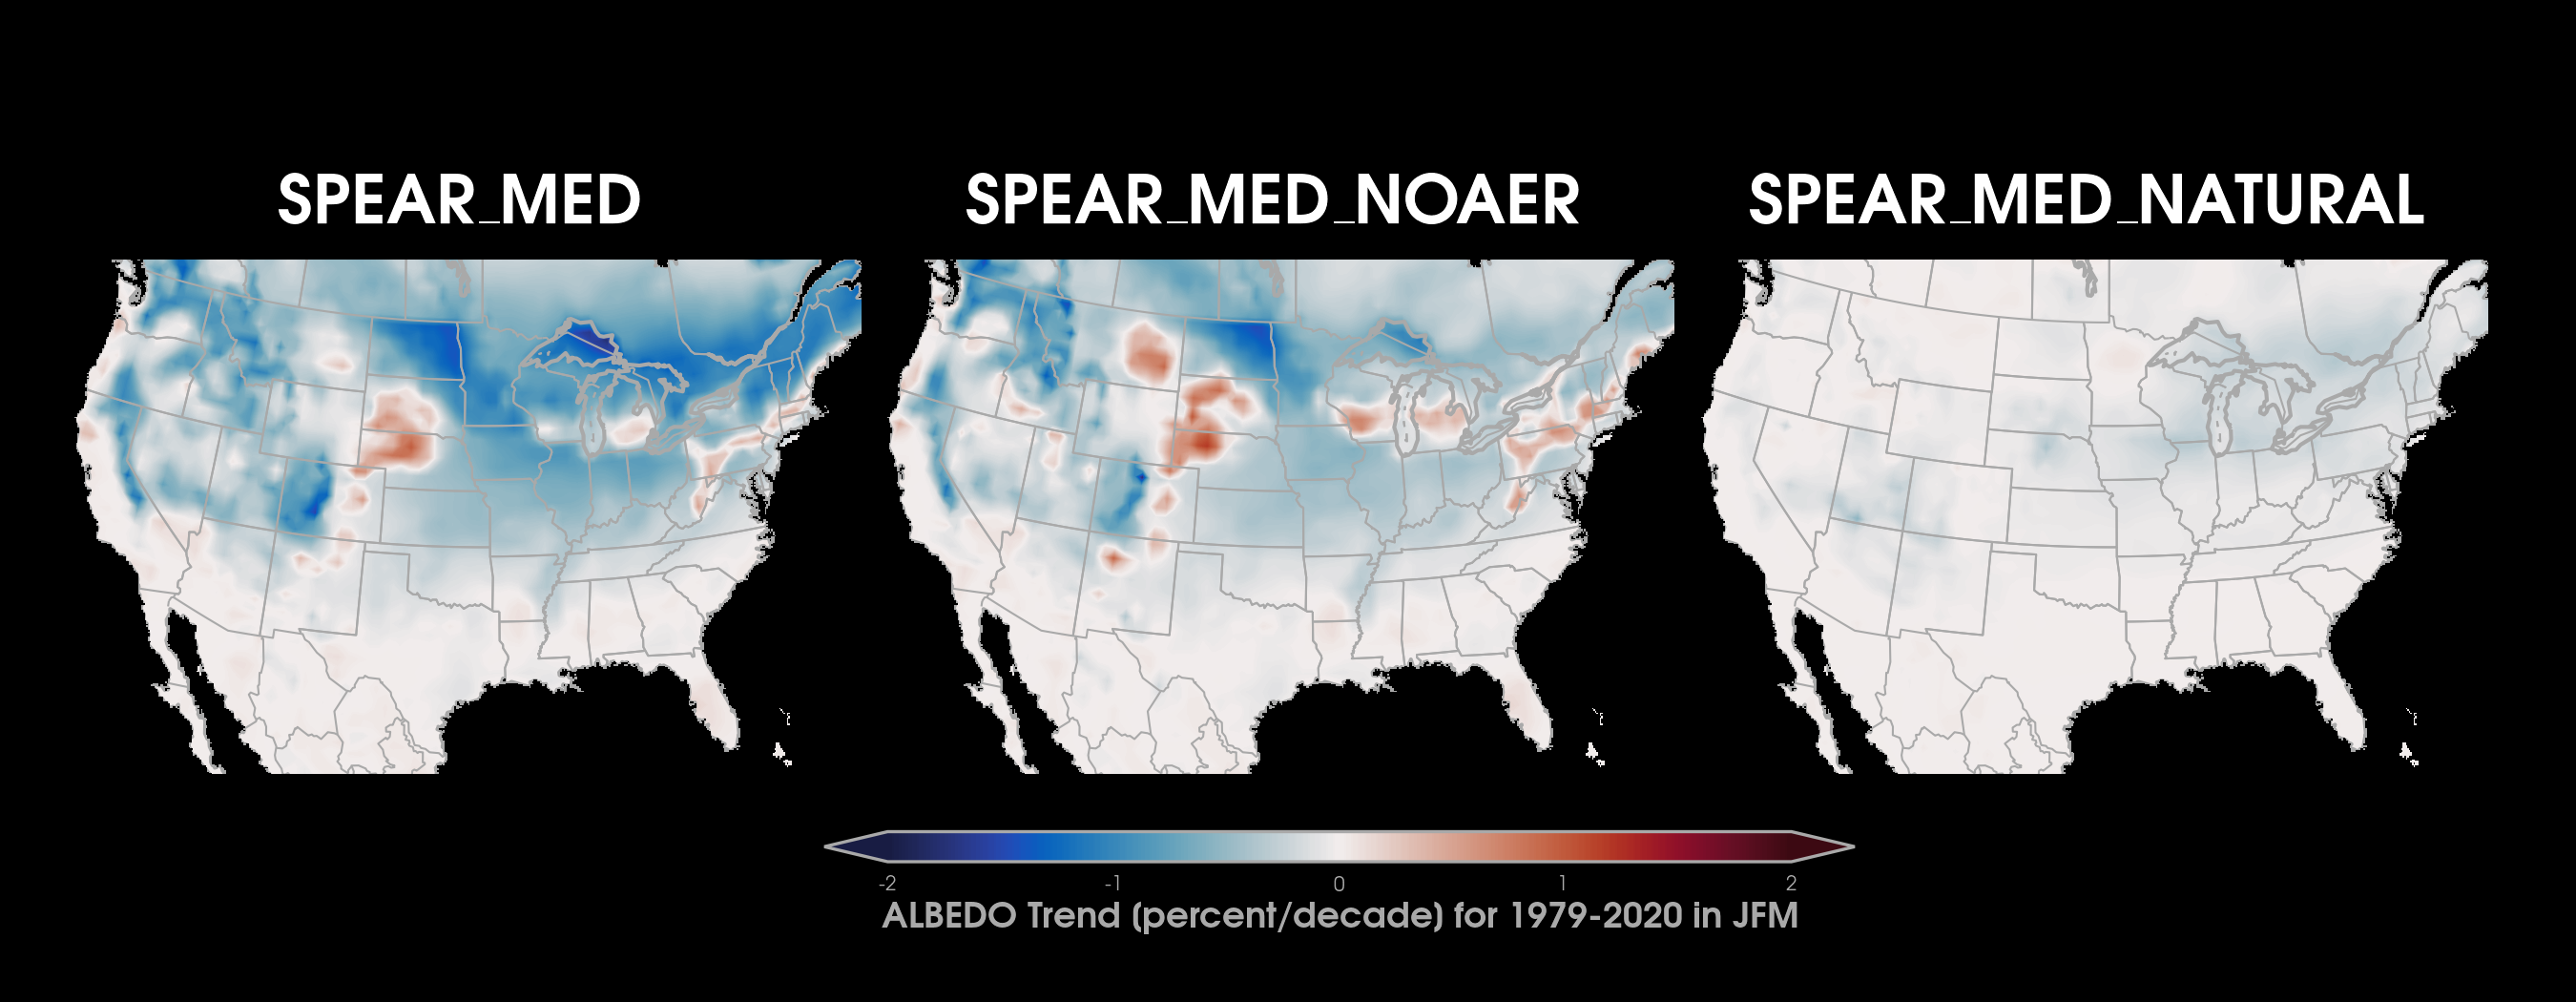 SPEAR_MED SPEAR_MED_NOAER SPEAR_MED_NATURAL
-2 -1 0 1 2
ALBEDO Trend (percent/decade) for 1979-2020 in JFM